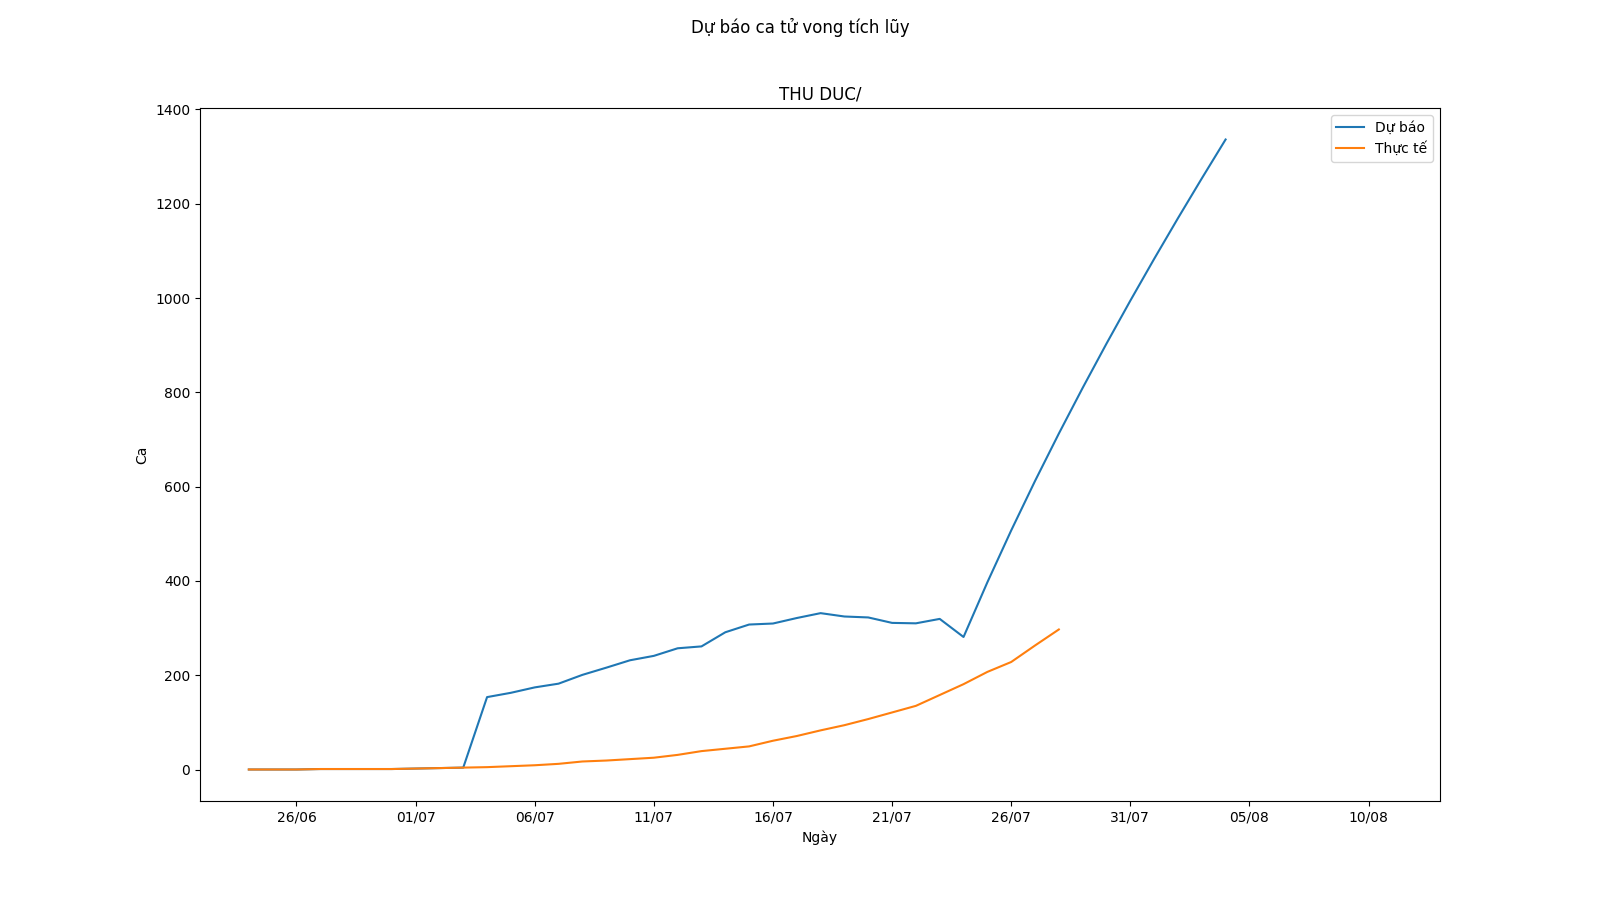 Dự báo ca tử vong tích lũy
THU DUC/
1400
1200
1000
800
600
400
200
0
Ca
Dự báo
Thực tế
26/06 01/07 06/07 11/07 16/07 21/07 26/07 31/07 05/08 10/08
Ngày